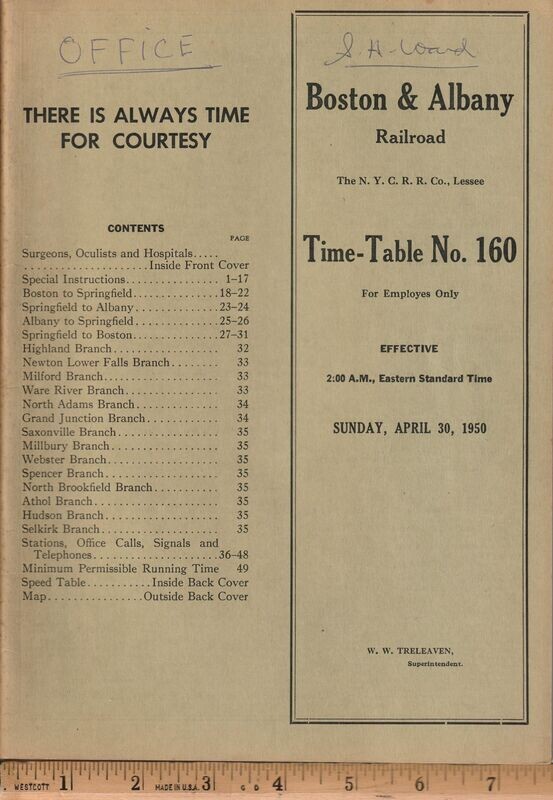 OFFICE
THERE IS ALWAYS TIME
FOR COURTESY
CONTENTS
PAGE
Surgeons, Oculists and Hospitals.....
....................Inside Front Cover
Special Instructions............... 1–17
Boston to Springfield..............18–22
Springfield to Albany..............23–24
Albany to Springfield..............25–26
Springfield to Boston..............27–31
Highland Branch................. 32
Newton Lower Falls Branch........ 33
Milford Branch................... 33
Ware River Branch............... 33
North Adams Branch............. 34
Grand Junction Branch........... 34
Saxonville Branch................ 35
Millbury Branch.................. 35
Webster Branch.................. 35
Spencer Branch................... 35
North Brookfield Branch.......... 35
Athol Branch..................... 35
Hudson Branch................... 35
Selkirk Branch................... 35
Stations, Office Calls, Signals and
Telephones.....................36–48
Minimum Permissible Running Time 49
Speed Table..........Inside Back Cover
Map...............Outside Back Cover
S. H. Ward
Boston & Albany
Railroad
The N. Y. C. R. R. Co., Lessee
Time-Table No. 160
For Employes Only
EFFECTIVE
2:00 A.M., Eastern Standard Time
SUNDAY, APRIL 30, 1950
W. W. TRELEAVEN,
Superintendent.
WESTCOTT 1 2 MADE IN U.S.A. 3 4 5 6 7